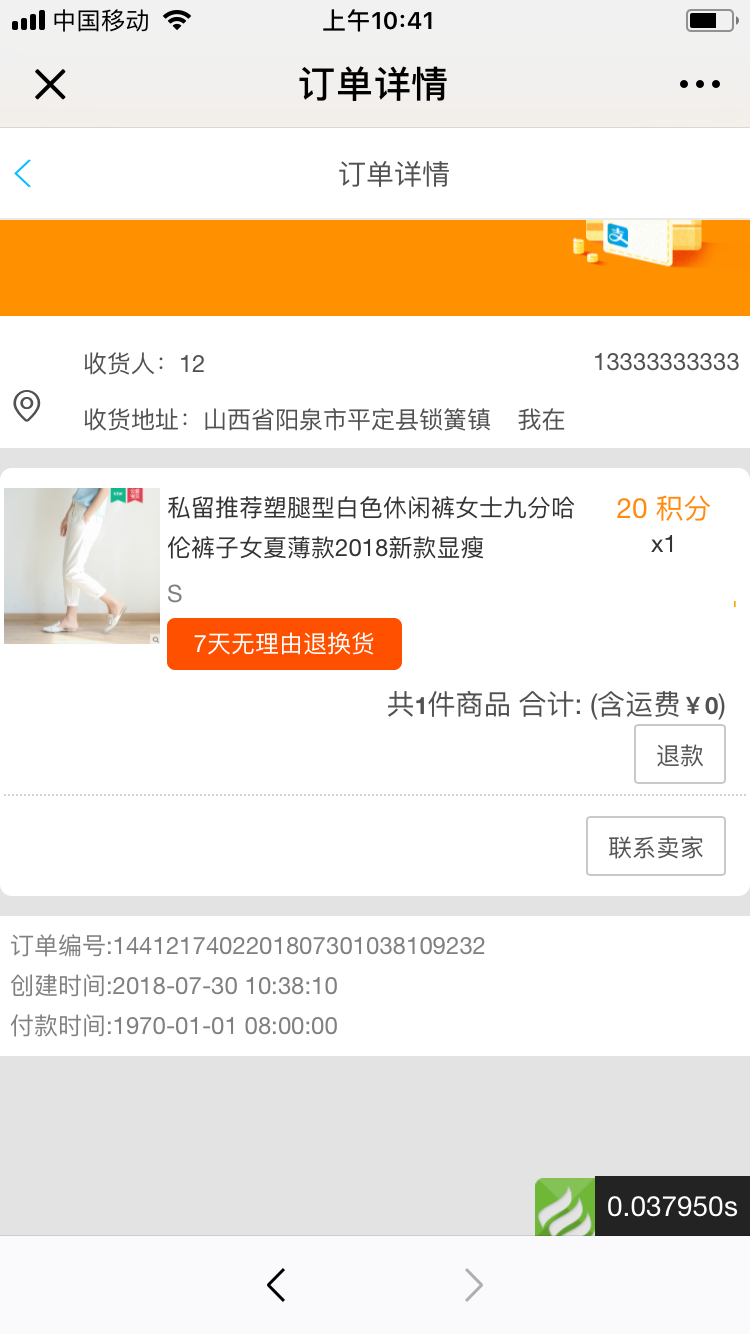 中国移动
上午10:41
订单详情
订单详情
收货人：12
13333333333
收货地址：山西省阳泉市平定县锁簧镇 我在
私留推荐塑腿型白色休闲裤女士九分哈
伦裤子女夏薄款2018新款显瘦
20 积分
x1
S
7天无理由退换货
共1件商品 合计: (含运费￥0)
退款
联系卖家
订单编号:1441217402201807301038109232
创建时间:2018-07-30 10:38:10
付款时间:1970-01-01 08:00:00
0.037950s